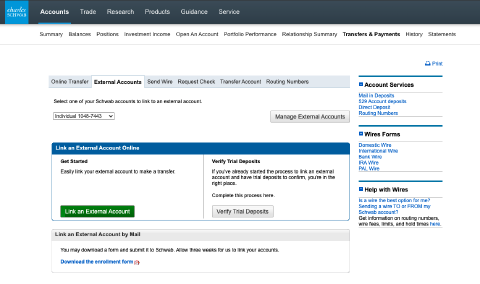 charles SCHWAB
Accounts Trade Research Products Guidance Service
Summary Balances Positions Investment Income Open An Account Portfolio Performance Relationship Summary Transfers & Payments History Statements
Print
Online Transfer External Accounts Send Wire Request Check Transfer Account Routing Numbers
Select one of your Schwab accounts to link to an external account.
Individual 1048-7443
Manage External Accounts
Link an External Account Online
Get Started
Easily link your external account to make a transfer.
Link an External Account
Verify Trial Deposits
If you've already started the process to link an external
account and have trial deposits to confirm, you're in the
right place.
Complete this process here.
Verify Trial Deposits
Link an External Account by Mail
You may download a form and submit it to Schwab. Allow three weeks for us to link your accounts.
Download the enrollment form
Account Services
Mail in Deposits
529 Account deposits
Direct Deposit
Routing Numbers
Wires Forms
Domestic Wire
International Wire
Bank Wire
IRA Wire
PAL Wire
Help with Wires
Is a wire the best option for me?
Sending a wire TO or FROM my
Schwab account?
Get information on routing numbers,
wire fees, limits, and hold times here.